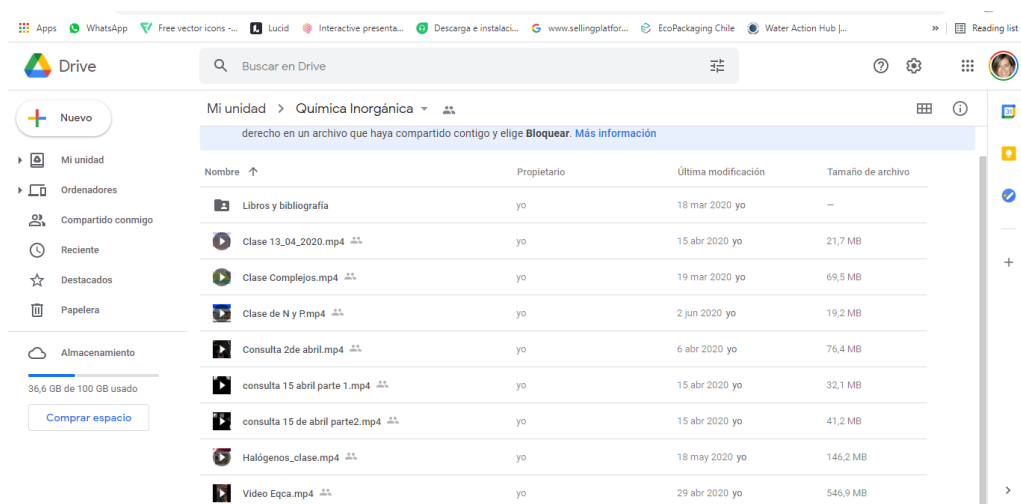 Apps WhatsApp Free vector icons -... Lucid Interactive presenta... Descarga e instalaci... www.sellingplatfor... EcoPackaging Chile Water Action Hub |... » Reading list
Drive Buscar en Drive
Nuevo
Mi unidad > Química Inorgánica
derecho en un archivo que haya compartido contigo y elige Bloquear. Más información
Mi unidad
Ordenadores
Compartido conmigo
Reciente
Destacados
Papelera
Almacenamiento
36,6 GB de 100 GB usado
Comprar espacio
Nombre Propietario Última modificación Tamaño de archivo
Libros y bibliografía yo 18 mar 2020 yo –
Clase 13_04_2020.mp4 yo 15 abr 2020 yo 21,7 MB
Clase Complejos.mp4 yo 19 mar 2020 yo 69,5 MB
Clase de N y P.mp4 yo 2 jun 2020 yo 19,2 MB
Consulta 2de abril.mp4 yo 6 abr 2020 yo 76,4 MB
consulta 15 abril parte 1.mp4 yo 15 abr 2020 yo 32,1 MB
consulta 15 de abril parte2.mp4 yo 15 abr 2020 yo 41,2 MB
Halógenos_clase.mp4 yo 18 may 2020 yo 146,2 MB
Video Eqca.mp4 yo 29 abr 2020 yo 546,9 MB
31